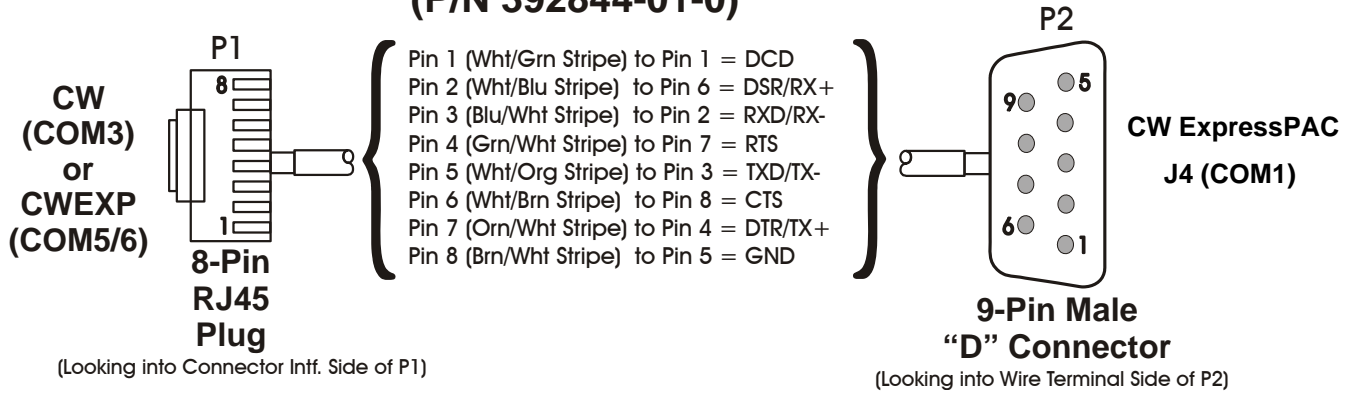 (P/N 392844-01-0)
P1
8
1
CW
(COM3)
or
CWEXP
(COM5/6)
8-Pin
RJ45
Plug
(Looking into Connector Intf. Side of P1)
Pin 1 (Wht/Grn Stripe) to Pin 1 = DCD
Pin 2 (Wht/Blu Stripe) to Pin 6 = DSR/RX+
Pin 3 (Blu/Wht Stripe) to Pin 2 = RXD/RX-
Pin 4 (Grn/Wht Stripe) to Pin 7 = RTS
Pin 5 (Wht/Org Stripe) to Pin 3 = TXD/TX-
Pin 6 (Wht/Brn Stripe) to Pin 8 = CTS
Pin 7 (Orn/Wht Stripe) to Pin 4 = DTR/TX+
Pin 8 (Brn/Wht Stripe) to Pin 5 = GND
P2
5
9
6
1
CW ExpressPAC
J4 (COM1)
9-Pin Male
“D” Connector
(Looking into Wire Terminal Side of P2)